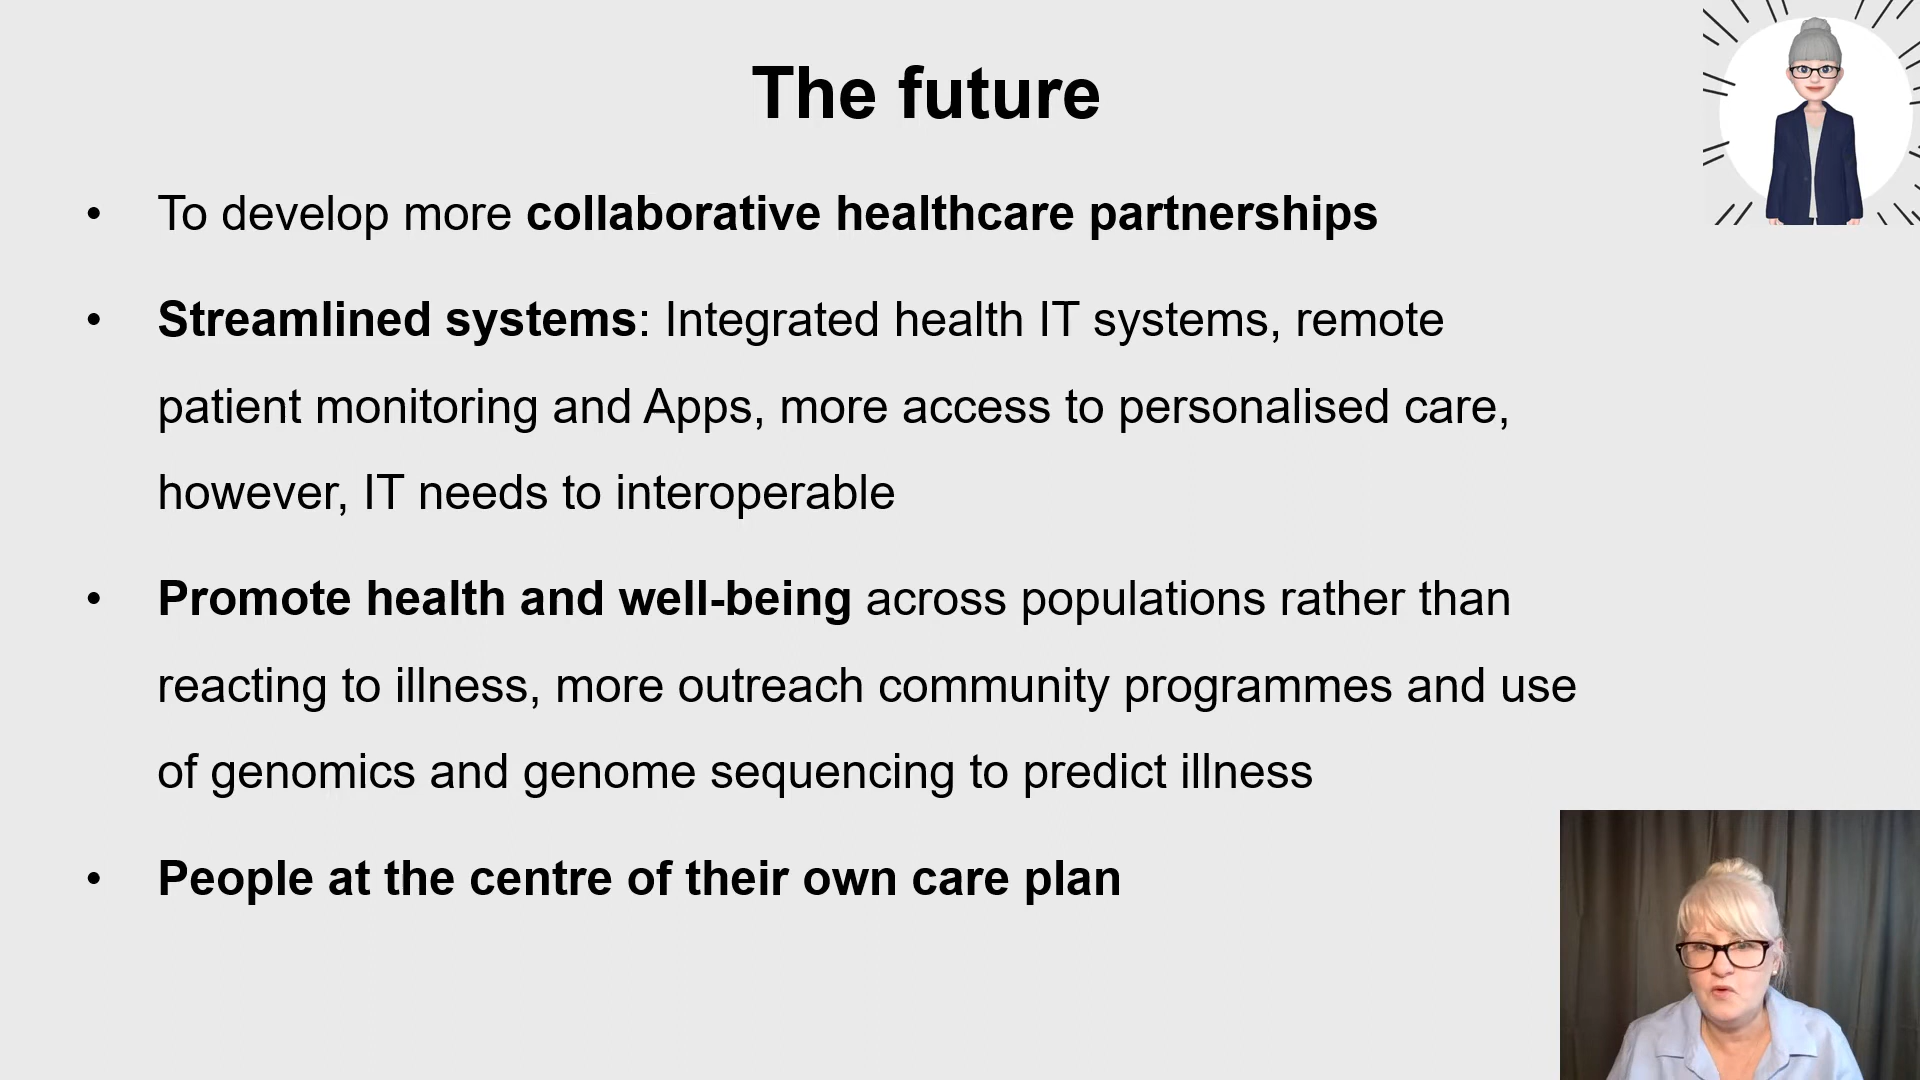 The future
• To develop more collaborative healthcare partnerships
• Streamlined systems: Integrated health IT systems, remote
patient monitoring and Apps, more access to personalised care,
however, IT needs to interoperable
• Promote health and well-being across populations rather than
reacting to illness, more outreach community programmes and use
of genomics and genome sequencing to predict illness
• People at the centre of their own care plan